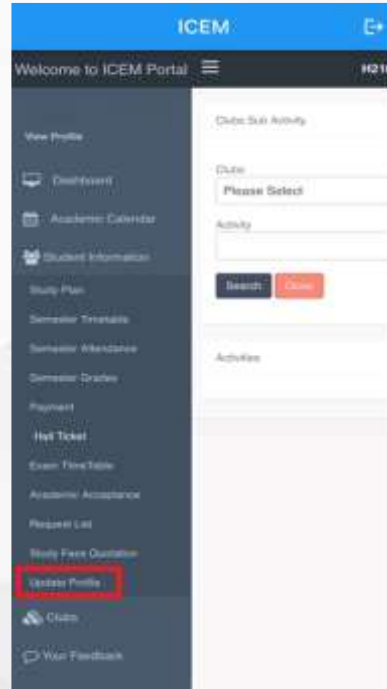 ICEM
Welcome to ICEM Portal
H21
View Profile
Dashboard
Academic Calendar
Student Information
Study Plan
Semester Timetable
Semester Attendance
Semester Grades
Payment
Hall Ticket
Exam TimeTable
Academic Acceptance
Request List
Study Fees Quotation
Update Profile
Clubs
Your Feedback
Clubs Sub Activity
Clubs
Please Select
Activity
Search
Activities